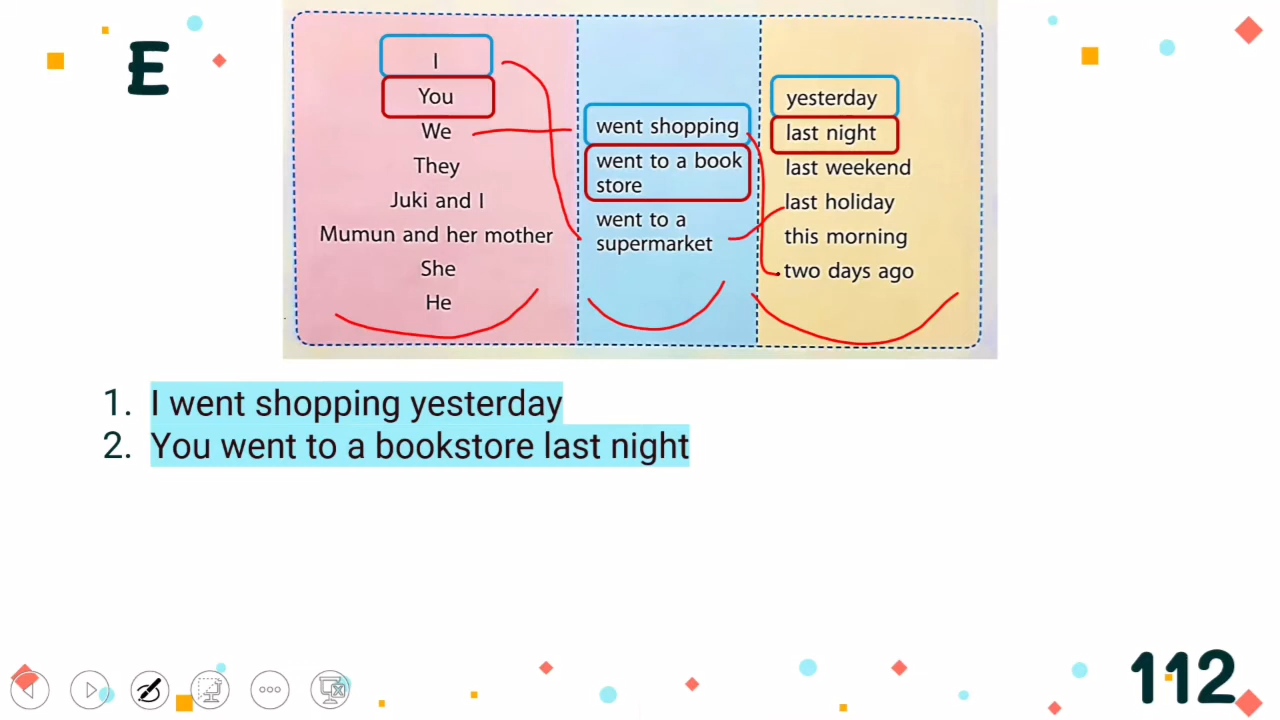 E
I
You
We
They
Juki and I
Mumun and her mother
She
He
went shopping
went to a book
store
went to a
supermarket
yesterday
last night
last weekend
last holiday
this morning
two days ago
1. I went shopping yesterday
2. You went to a bookstore last night
112